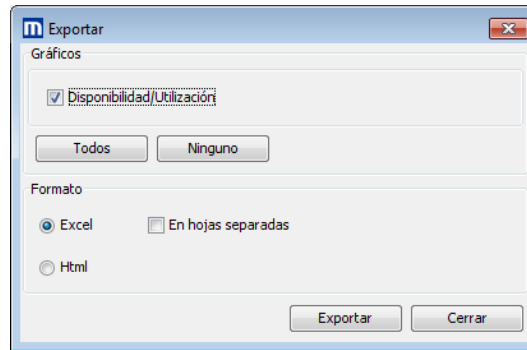 m Exportar
Gráficos
Disponibilidad/Utilización
Todos Ninguno
Formato
Excel En hojas separadas
Html
Exportar Cerrar